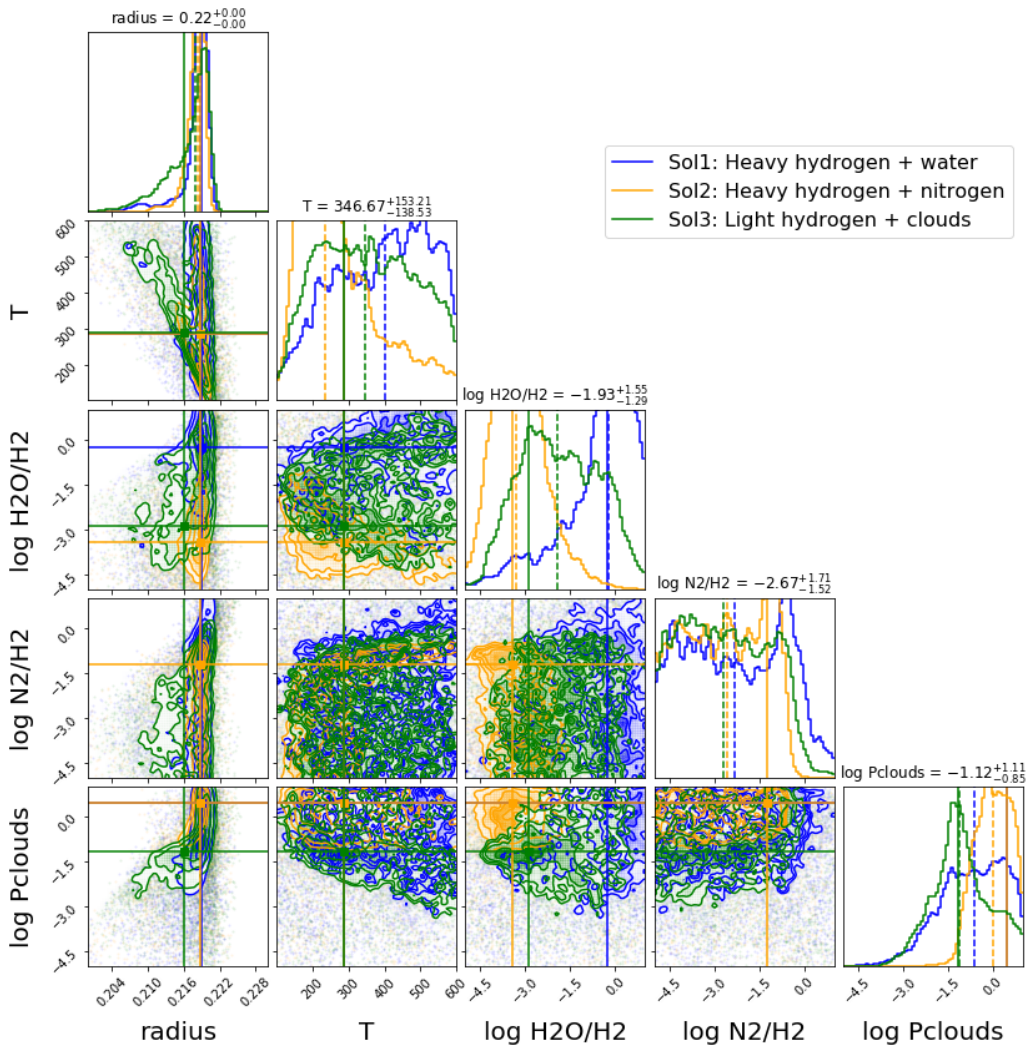 radius = 0.22 +0.00 −0.00
Sol1: Heavy hydrogen + water
Sol2: Heavy hydrogen + nitrogen
Sol3: Light hydrogen + clouds
T = 346.67 +153.21 −138.53
600
500
400
300
200
T
log H2O/H2 = −1.93 +1.55 −1.29
0.0
−1.5
−3.0
−4.5
log H2O/H2
log N2/H2 = −2.67 +1.71 −1.52
0.0
−1.5
−3.0
−4.5
log N2/H2
log Pclouds = −1.12 +1.11 −0.85
0.0
−1.5
−3.0
−4.5
log Pclouds
0.204 0.210 0.216 0.222 0.228
200 300 400 500 600
−4.5 −3.0 −1.5 0.0
−4.5 −3.0 −1.5 0.0
−4.5 −3.0 −1.5 0.0
radius T log H2O/H2 log N2/H2 log Pclouds